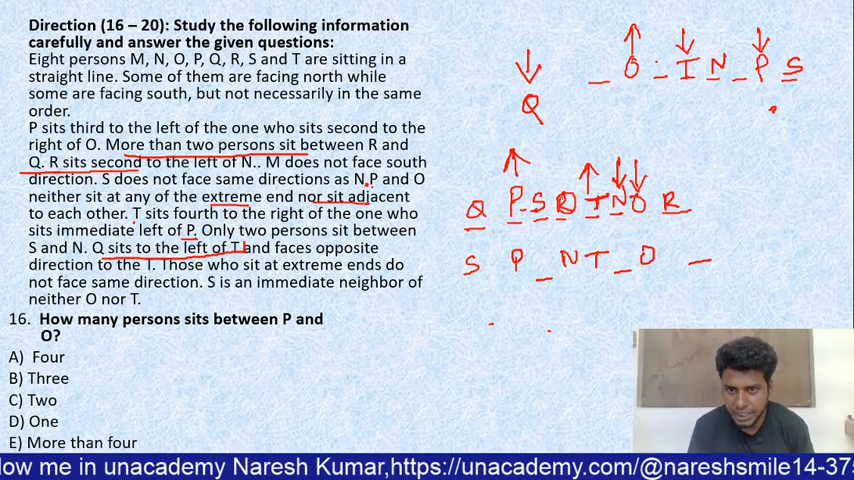 Direction (16 – 20): Study the following information
carefully and answer the given questions:
Eight persons M, N, O, P, Q, R, S and T are sitting in a
straight line. Some of them are facing north while
some are facing south, but not necessarily in the same
order.
P sits third to the left of the one who sits second to the
right of O. More than two persons sit between R and
Q. R sits second to the left of N.. M does not face south
direction. S does not face same directions as N.P and O
neither sit at any of the extreme end nor sit adjacent
to each other. T sits fourth to the right of the one who
sits immediate left of P. Only two persons sit between
S and N. Q sits to the left of T and faces opposite
direction to the T. Those who sit at extreme ends do
not face same direction. S is an immediate neighbor of
neither O nor T.
16. How many persons sits between P and
O?
A) Four
B) Three
C) Two
D) One
E) More than four
O T N P S
Q
Q P S T N O R
S P N T O
low me in unacademy Naresh Kumar,https://unacademy.com/@nareshsmile14-37